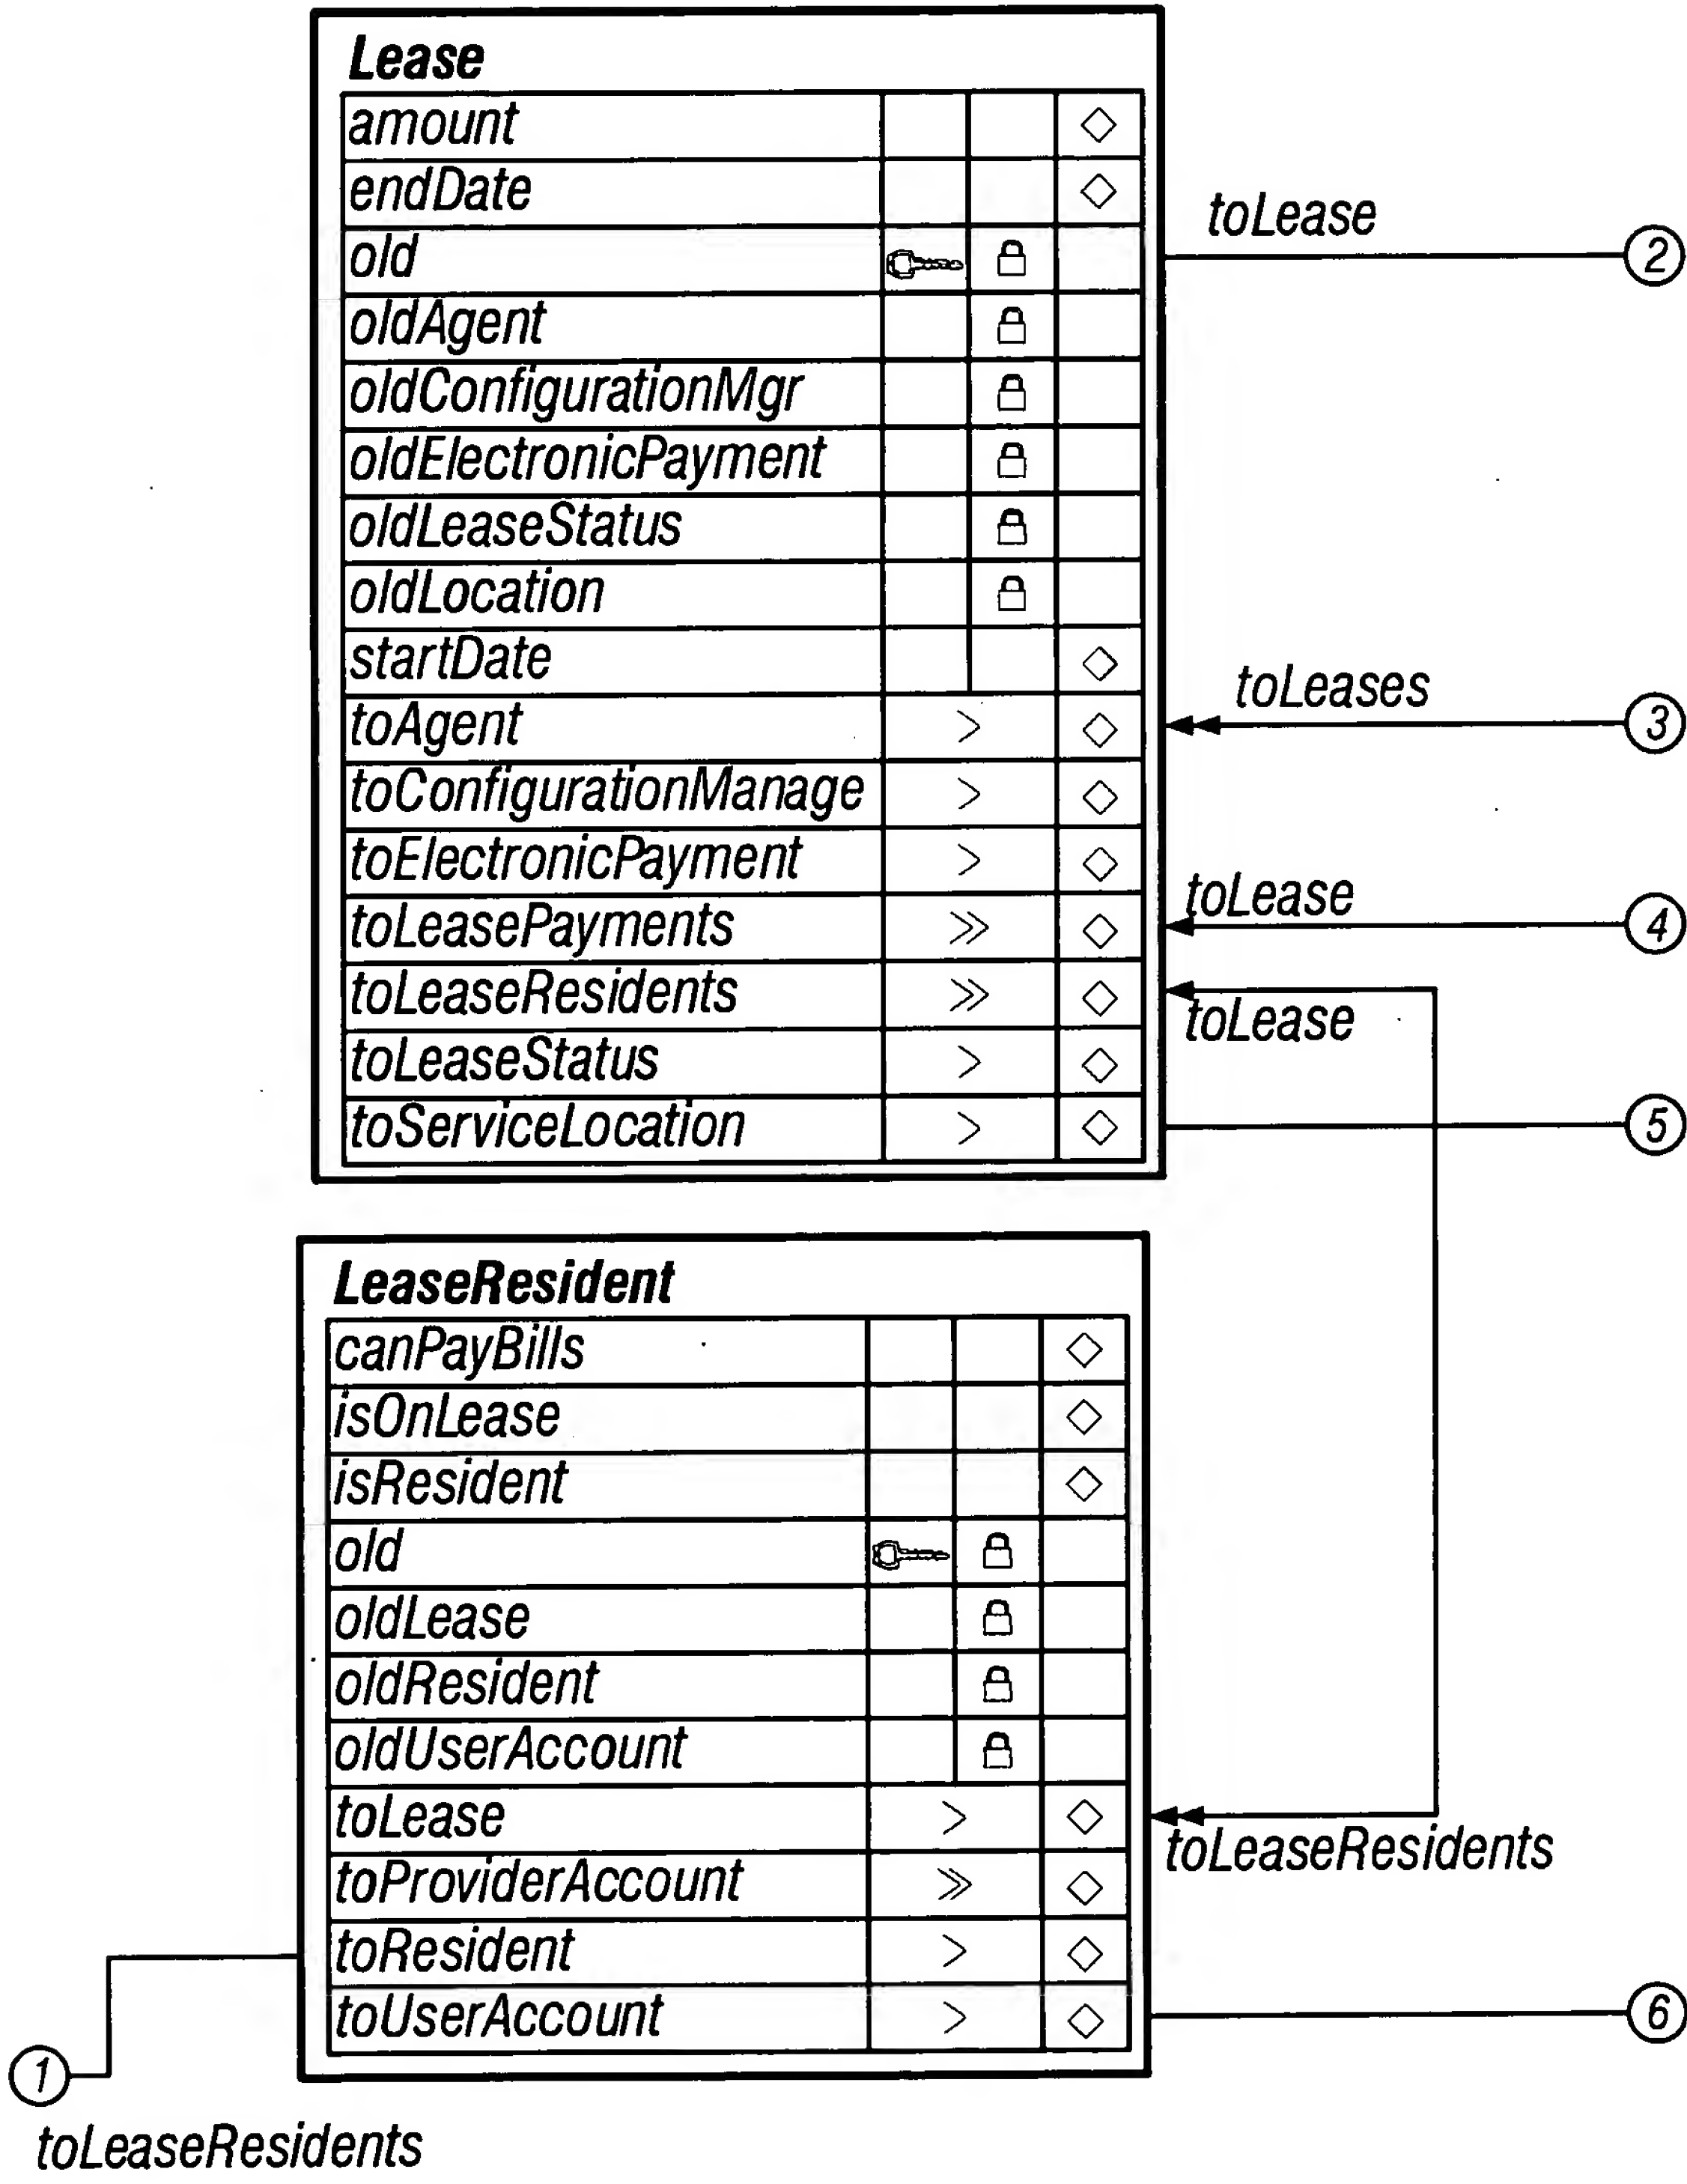 Lease
amount
endDate
old
oldAgent
oldConfigurationMgr
oldElectronicPayment
oldLeaseStatus
oldLocation
startDate
toAgent
toConfigurationManage
toElectronicPayment
toLeasePayments
toLeaseResidents
toLeaseStatus
toServiceLocation
toLease
2
toLeases
3
toLease
4
toLease
5
LeaseResident
canPayBills
isOnLease
isResident
old
oldLease
oldResident
oldUserAccount
toLease
toProviderAccount
toResident
toUserAccount
toLeaseResidents
6
1
toLeaseResidents